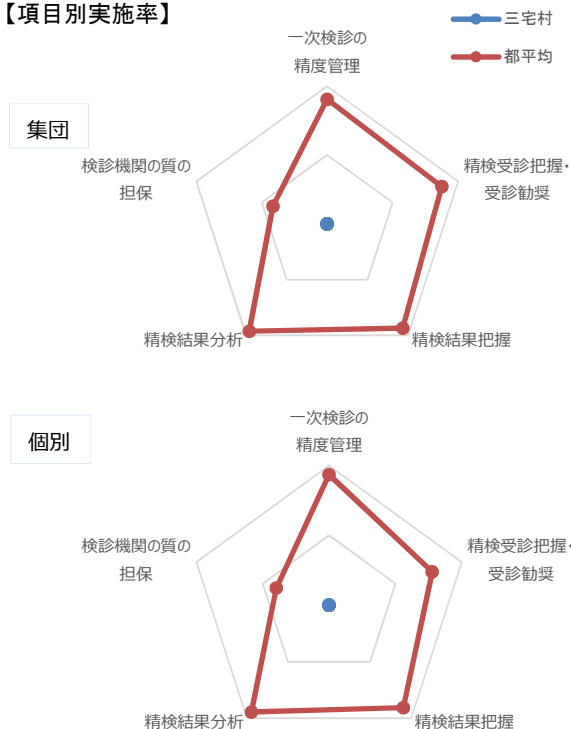 【項目別実施率】
三宅村
都平均
集団
一次検診の
精度管理
精検受診把握・
受診勧奨
精検結果把握
精検結果分析
検診機関の質の
担保
個別
一次検診の
精度管理
精検受診把握・
受診勧奨
精検結果把握
精検結果分析
検診機関の質の
担保